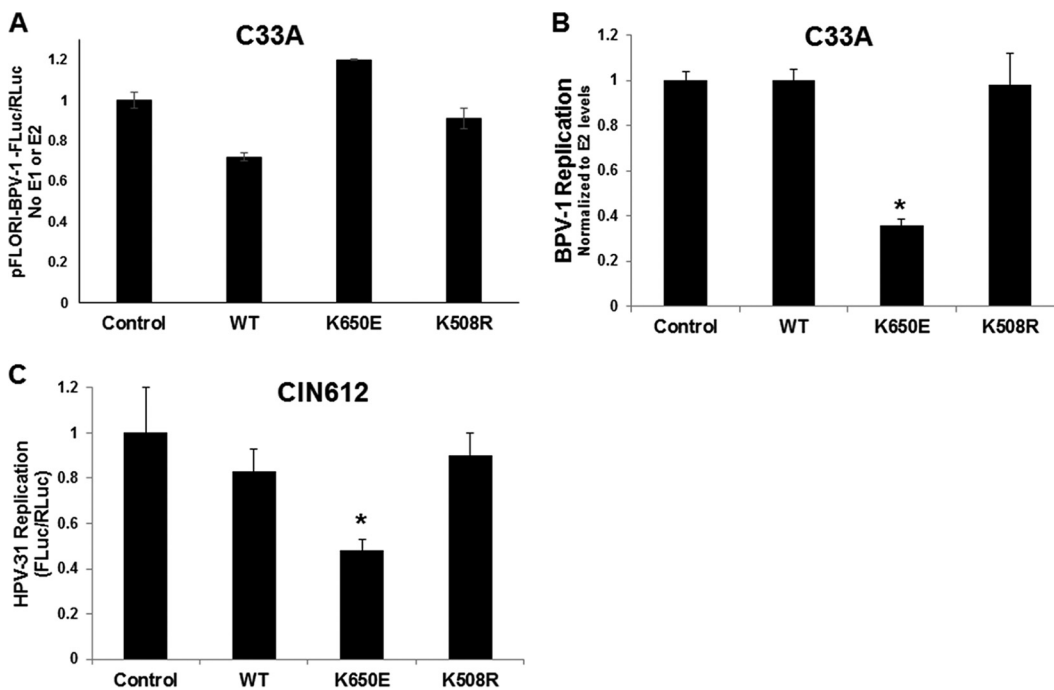 A
C33A
pFLORI-BPV-1 -FLuc/RLuc
No E1 or E2
1.2
1
0.8
0.6
0.4
0.2
0
Control WT K650E K508R
B
C33A
BPV-1 Replication
Normalized to E2 levels
1.2
1
0.8
0.6
0.4
0.2
0
*
Control WT K650E K508R
C
CIN612
HPV-31 Replication
(FLuc/RLuc)
1.2
1
0.8
0.6
0.4
0.2
0
*
Control WT K650E K508R